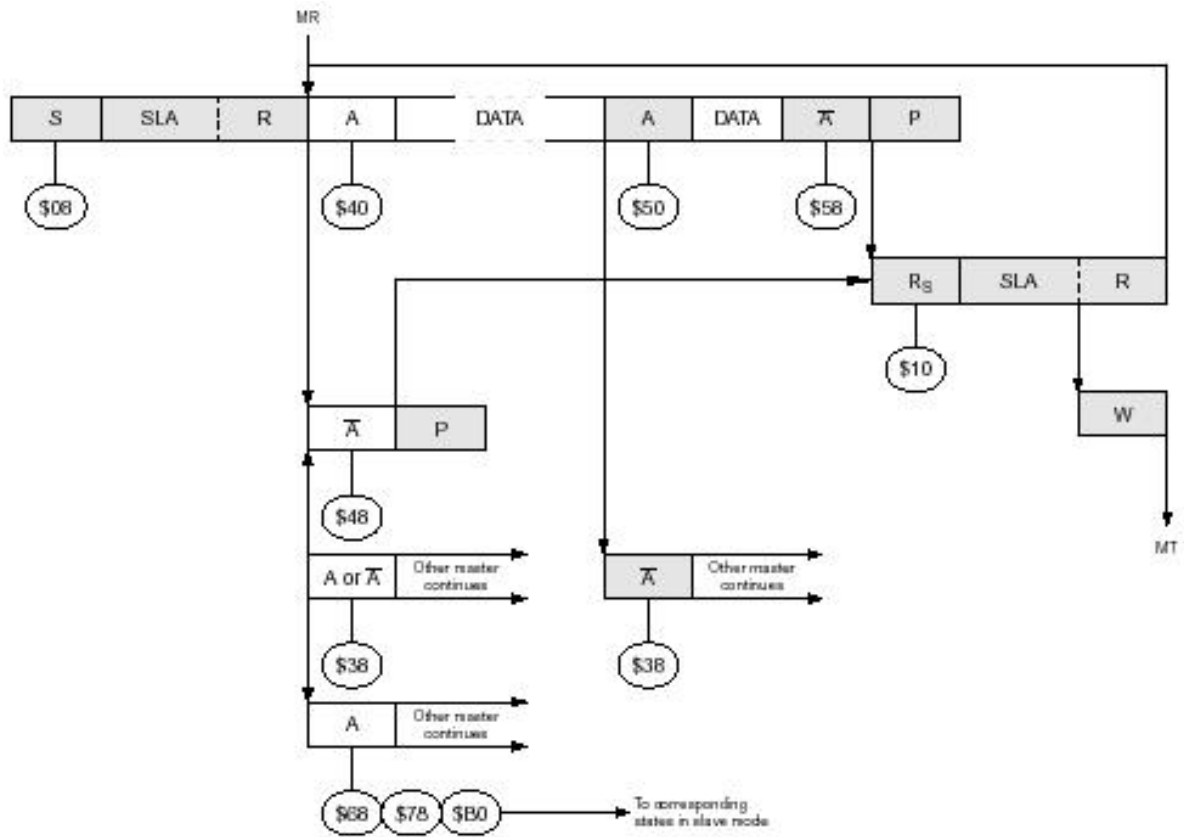 MR
S SLA R A DATA A DATA A̅ P
$08 $40 $50 $58
R_S SLA R
$10
A̅ P W
$48
MT
A or A̅ Other master
continues
A̅ Other master
continues
$38 $38
A Other master
continues
$68 $78 $B0 To corresponding
states in slave mode